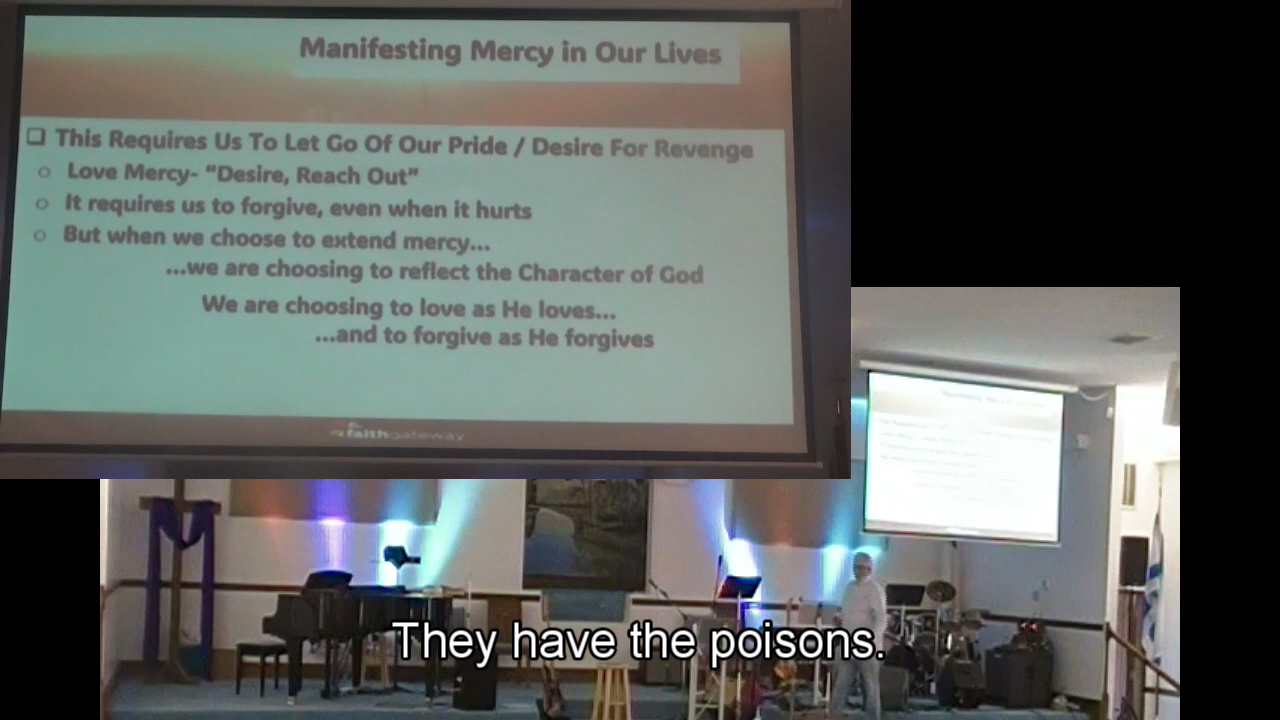 Manifesting Mercy in Our Lives
❑ This Requires Us To Let Go Of Our Pride / Desire For Revenge
○ Love Mercy- “Desire, Reach Out”
○ It requires us to forgive, even when it hurts
○ But when we choose to extend mercy...
...we are choosing to reflect the Character of God
We are choosing to love as He loves...
...and to forgive as He forgives
faithgateway
They have the poisons.